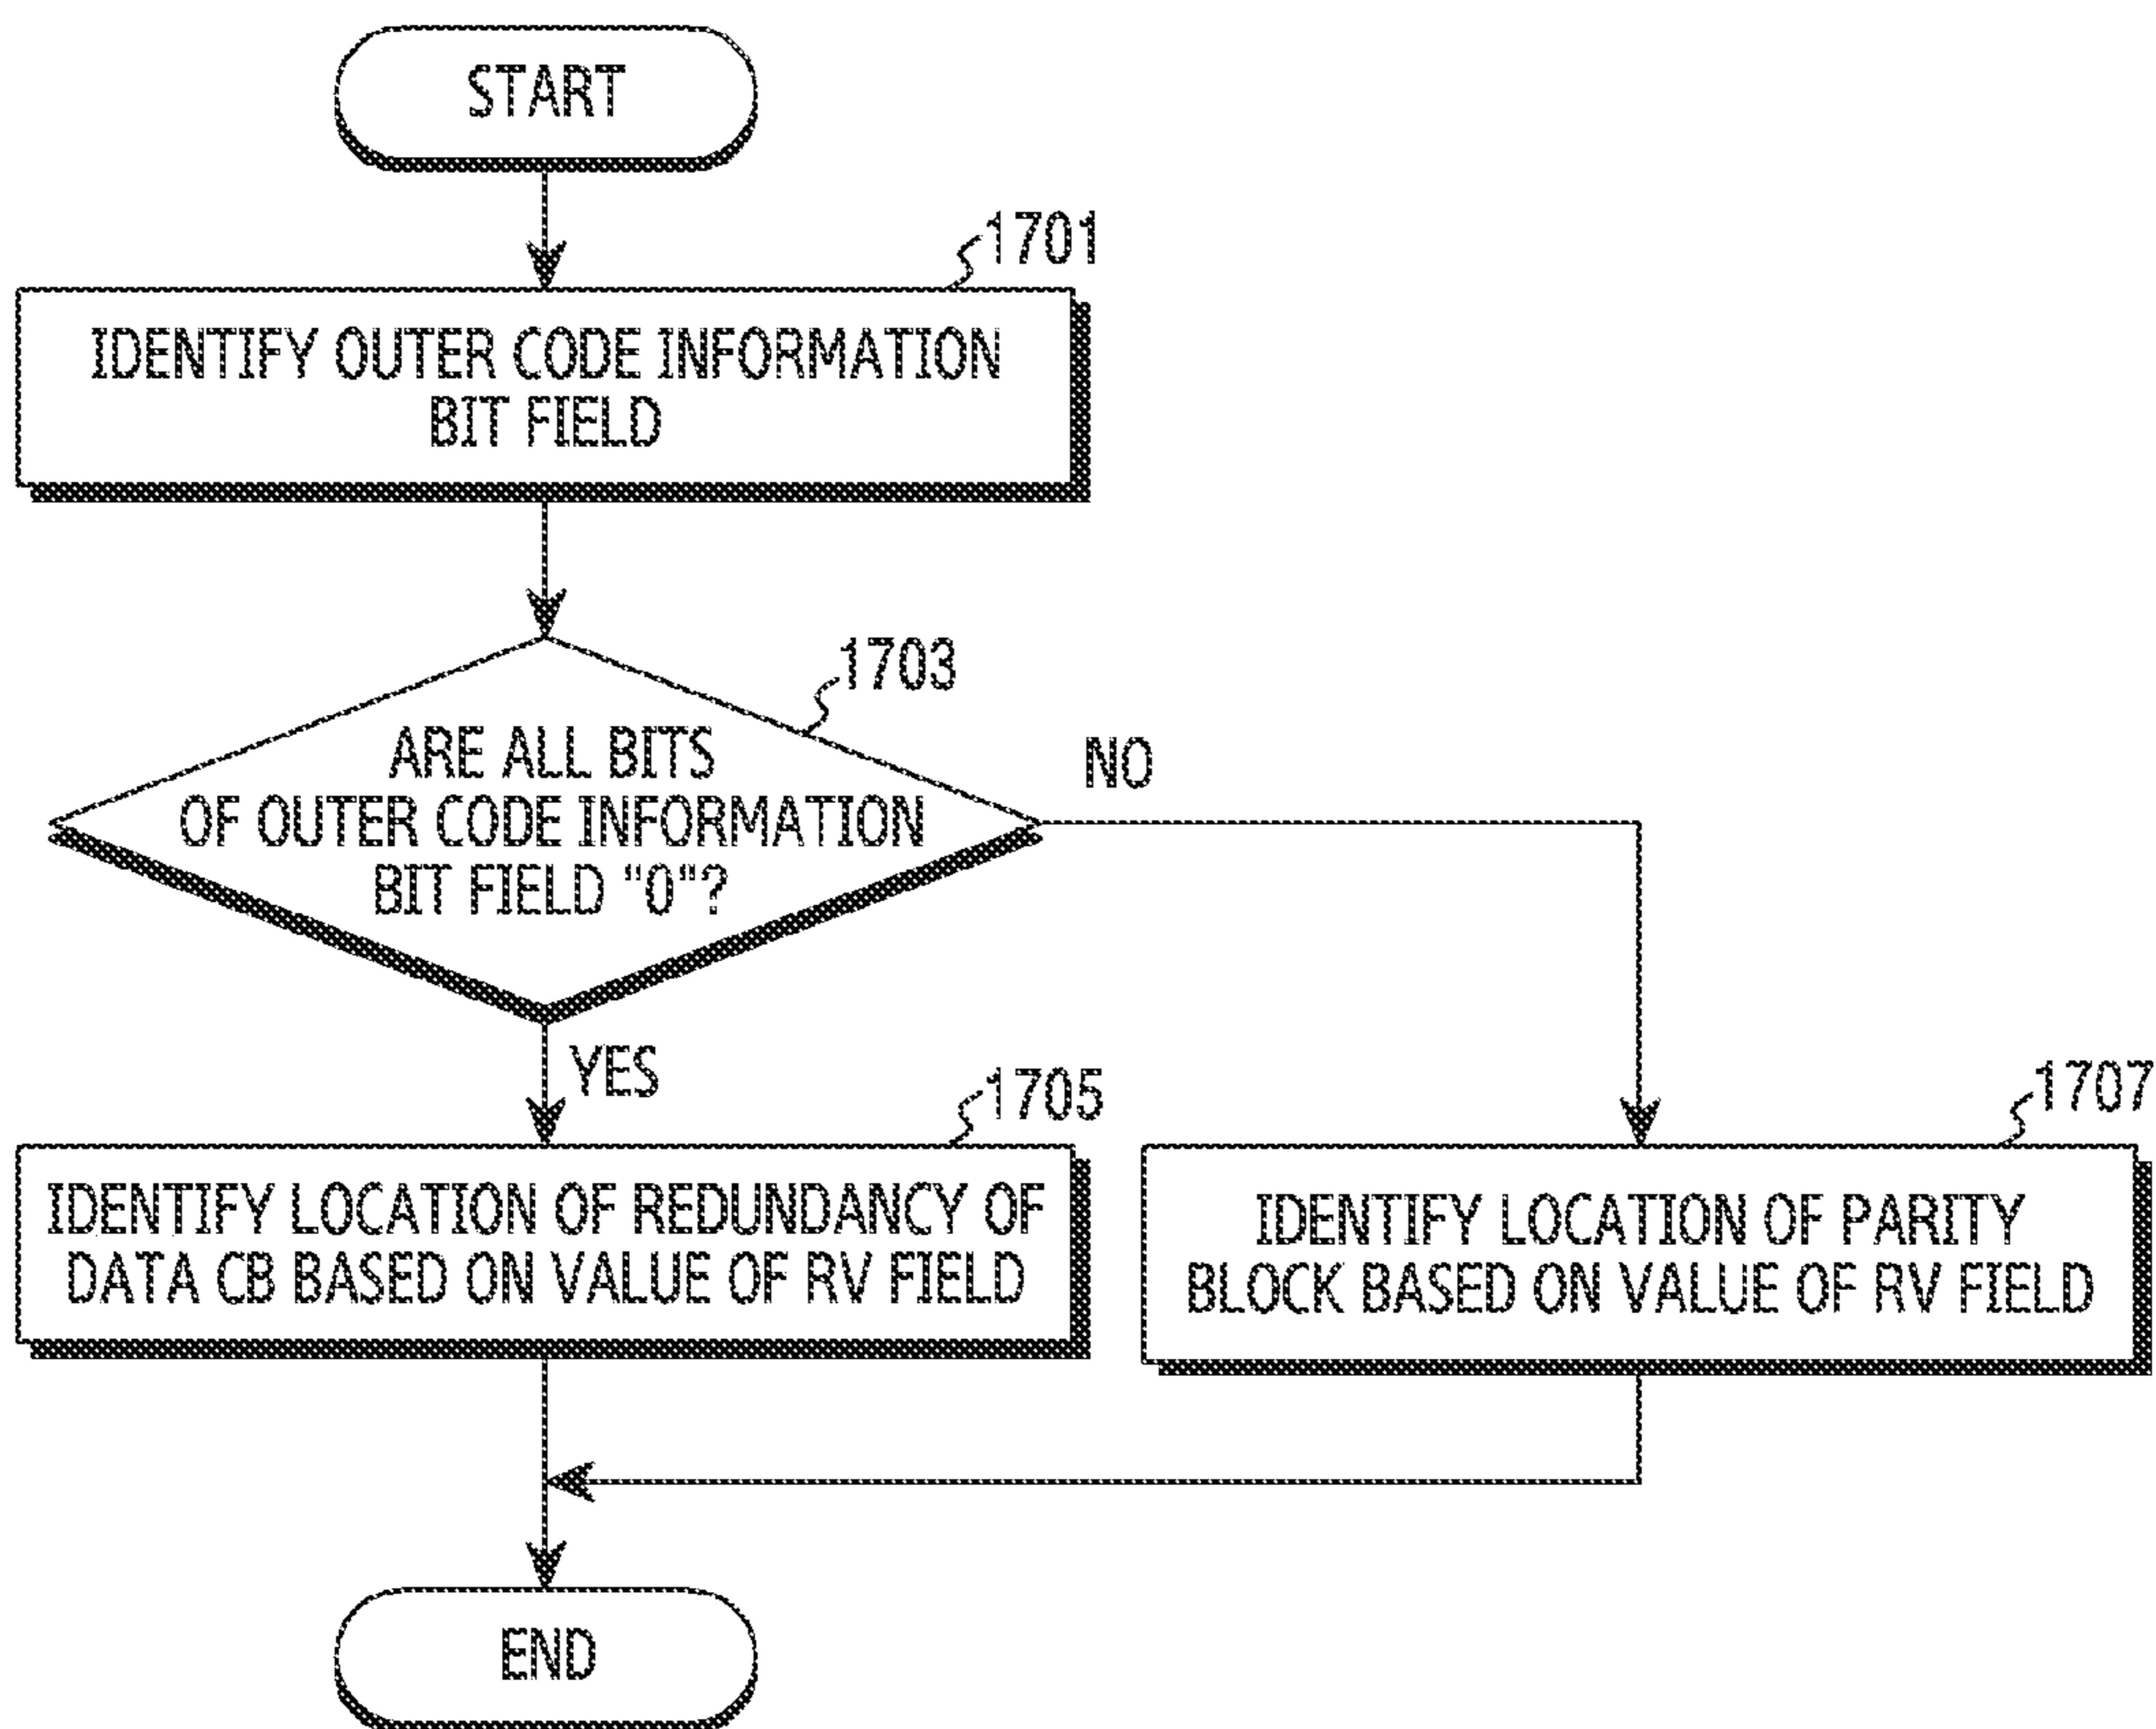 START
1701
IDENTIFY OUTER CODE INFORMATION
BIT FIELD
1703
ARE ALL BITS
OF OUTER CODE INFORMATION
BIT FIELD "0"?
NO
YES
1705
IDENTIFY LOCATION OF REDUNDANCY OF
DATA CB BASED ON VALUE OF RV FIELD
1707
IDENTIFY LOCATION OF PARITY
BLOCK BASED ON VALUE OF RV FIELD
END